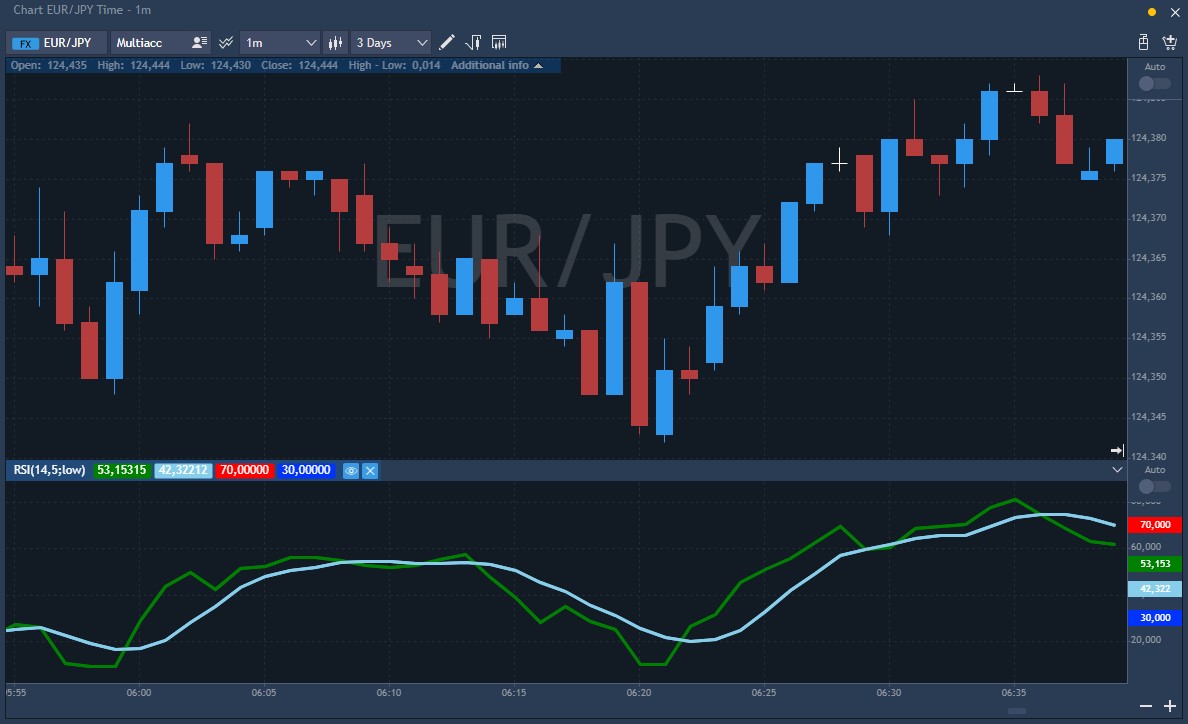 Chart EUR/JPY Time - 1m
FX EUR/JPY Multiacc 1m 3 Days
Open: 124,435 High: 124,444 Low: 124,430 Close: 124,444 High - Low: 0,014 Additional info
Auto
124,380
124,375
124,370
EUR/JPY
124,365
124,360
124,355
124,350
124,345
124,340
RSI(14,5;low) 53,15315 42,32212 70,00000 30,00000
Auto
70,000
60,000
53,153
42,322
30,000
20,000
5:55 06:00 06:05 06:10 06:15 06:20 06:25 06:30 06:35